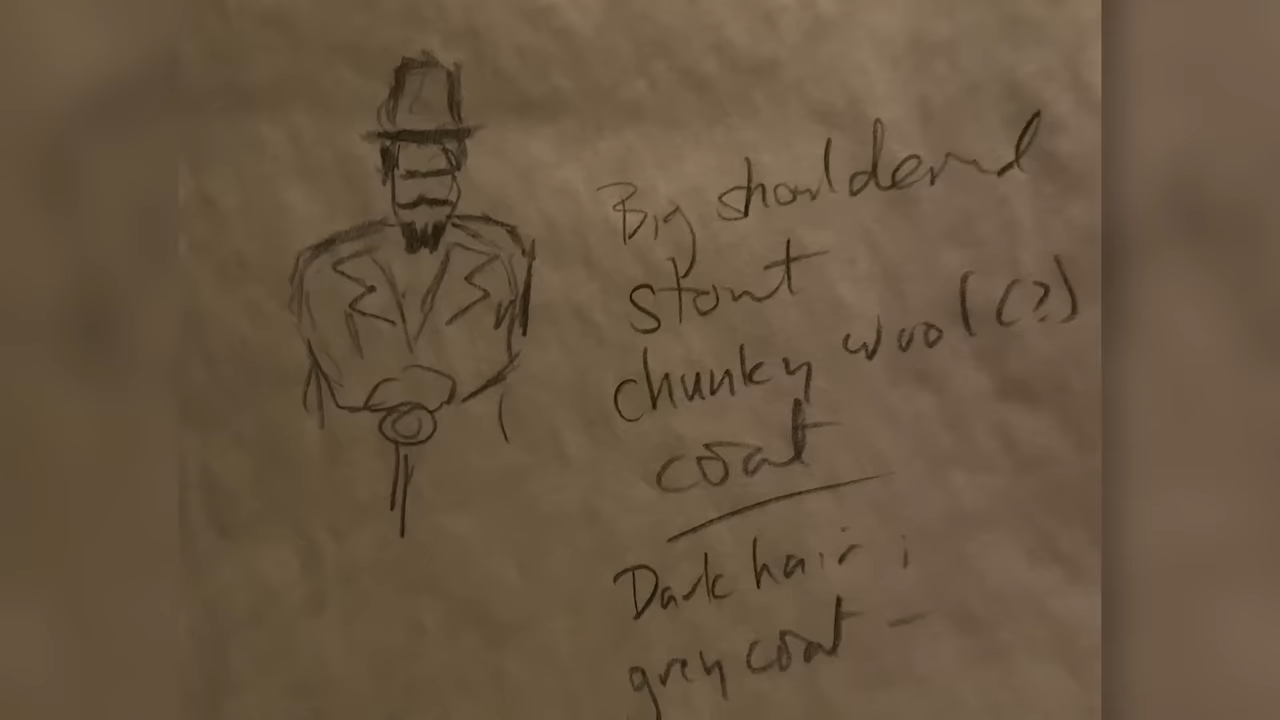 Big shouldered
stout
chunky wool (?)
coat
Dark hair;
grey coat -